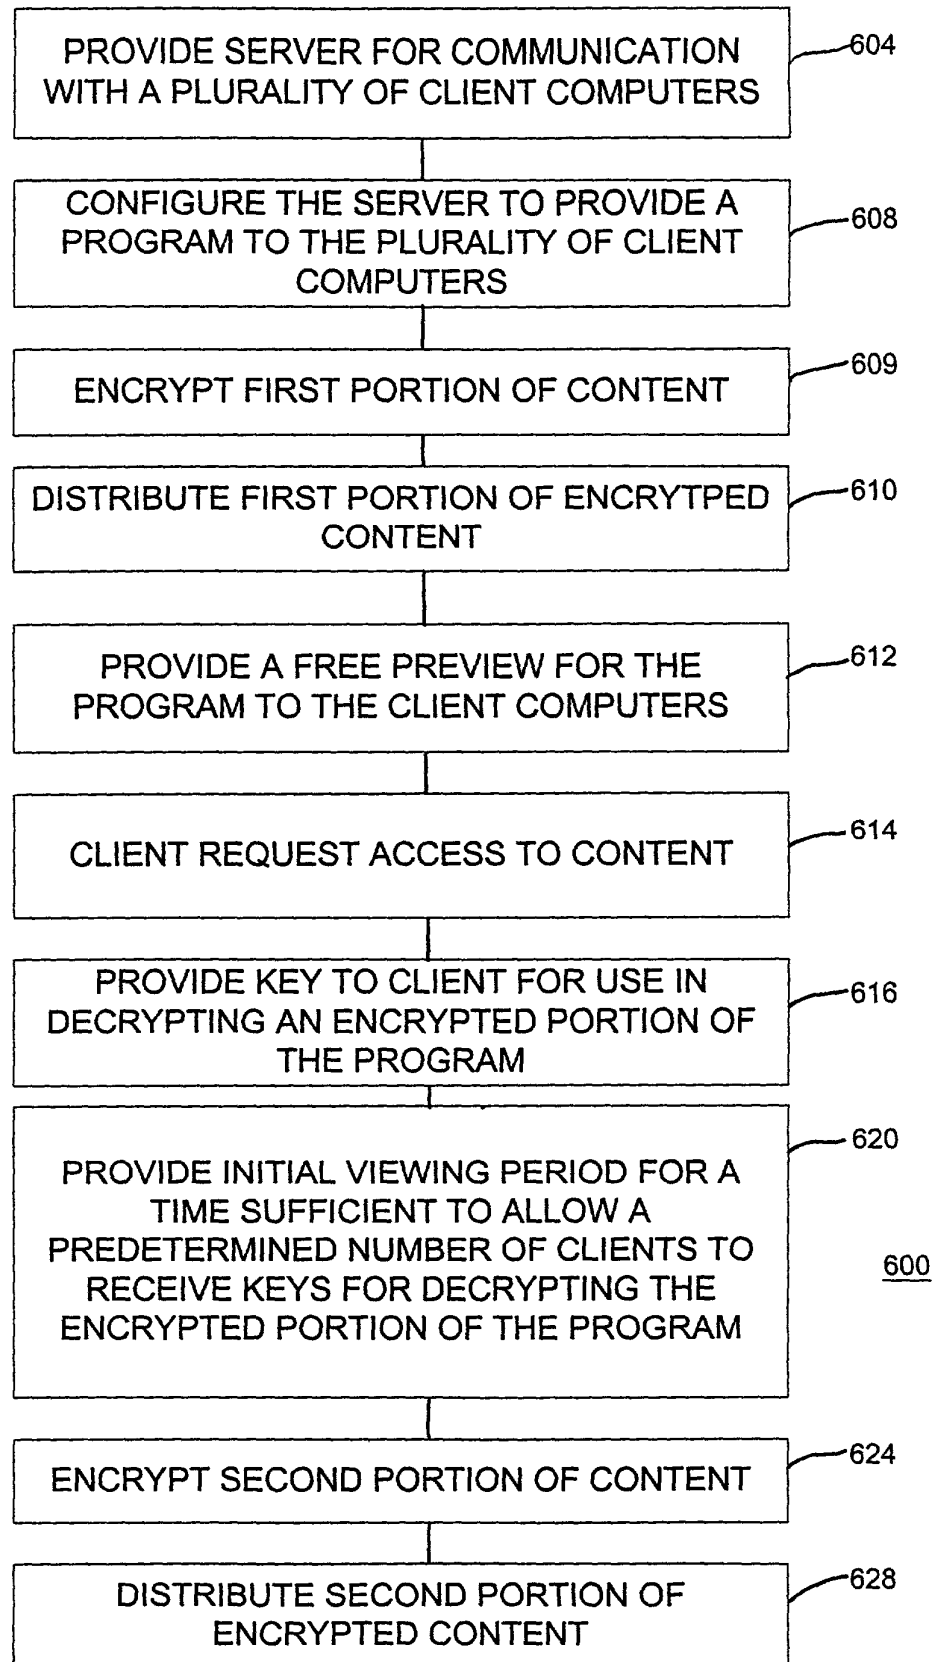 PROVIDE SERVER FOR COMMUNICATION
WITH A PLURALITY OF CLIENT COMPUTERS
604
CONFIGURE THE SERVER TO PROVIDE A
PROGRAM TO THE PLURALITY OF CLIENT
COMPUTERS
608
ENCRYPT FIRST PORTION OF CONTENT
609
DISTRIBUTE FIRST PORTION OF ENCRYTPED
CONTENT
610
PROVIDE A FREE PREVIEW FOR THE
PROGRAM TO THE CLIENT COMPUTERS
612
CLIENT REQUEST ACCESS TO CONTENT
614
PROVIDE KEY TO CLIENT FOR USE IN
DECRYPTING AN ENCRYPTED PORTION OF
THE PROGRAM
616
PROVIDE INITIAL VIEWING PERIOD FOR A
TIME SUFFICIENT TO ALLOW A
PREDETERMINED NUMBER OF CLIENTS TO
RECEIVE KEYS FOR DECRYPTING THE
ENCRYPTED PORTION OF THE PROGRAM
620
600
ENCRYPT SECOND PORTION OF CONTENT
624
DISTRIBUTE SECOND PORTION OF
ENCRYPTED CONTENT
628